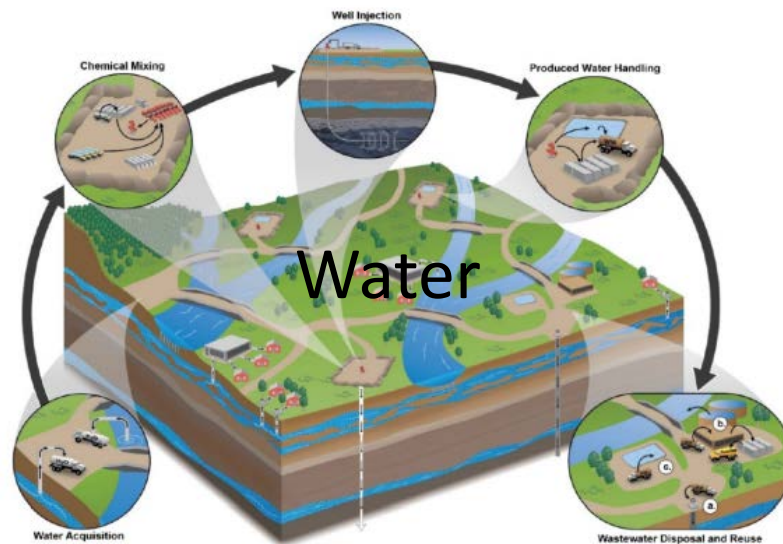 Well Injection
Chemical Mixing
Produced Water Handling
Water
b.
c.
a.
Water Acquisition
Wastewater Disposal and Reuse